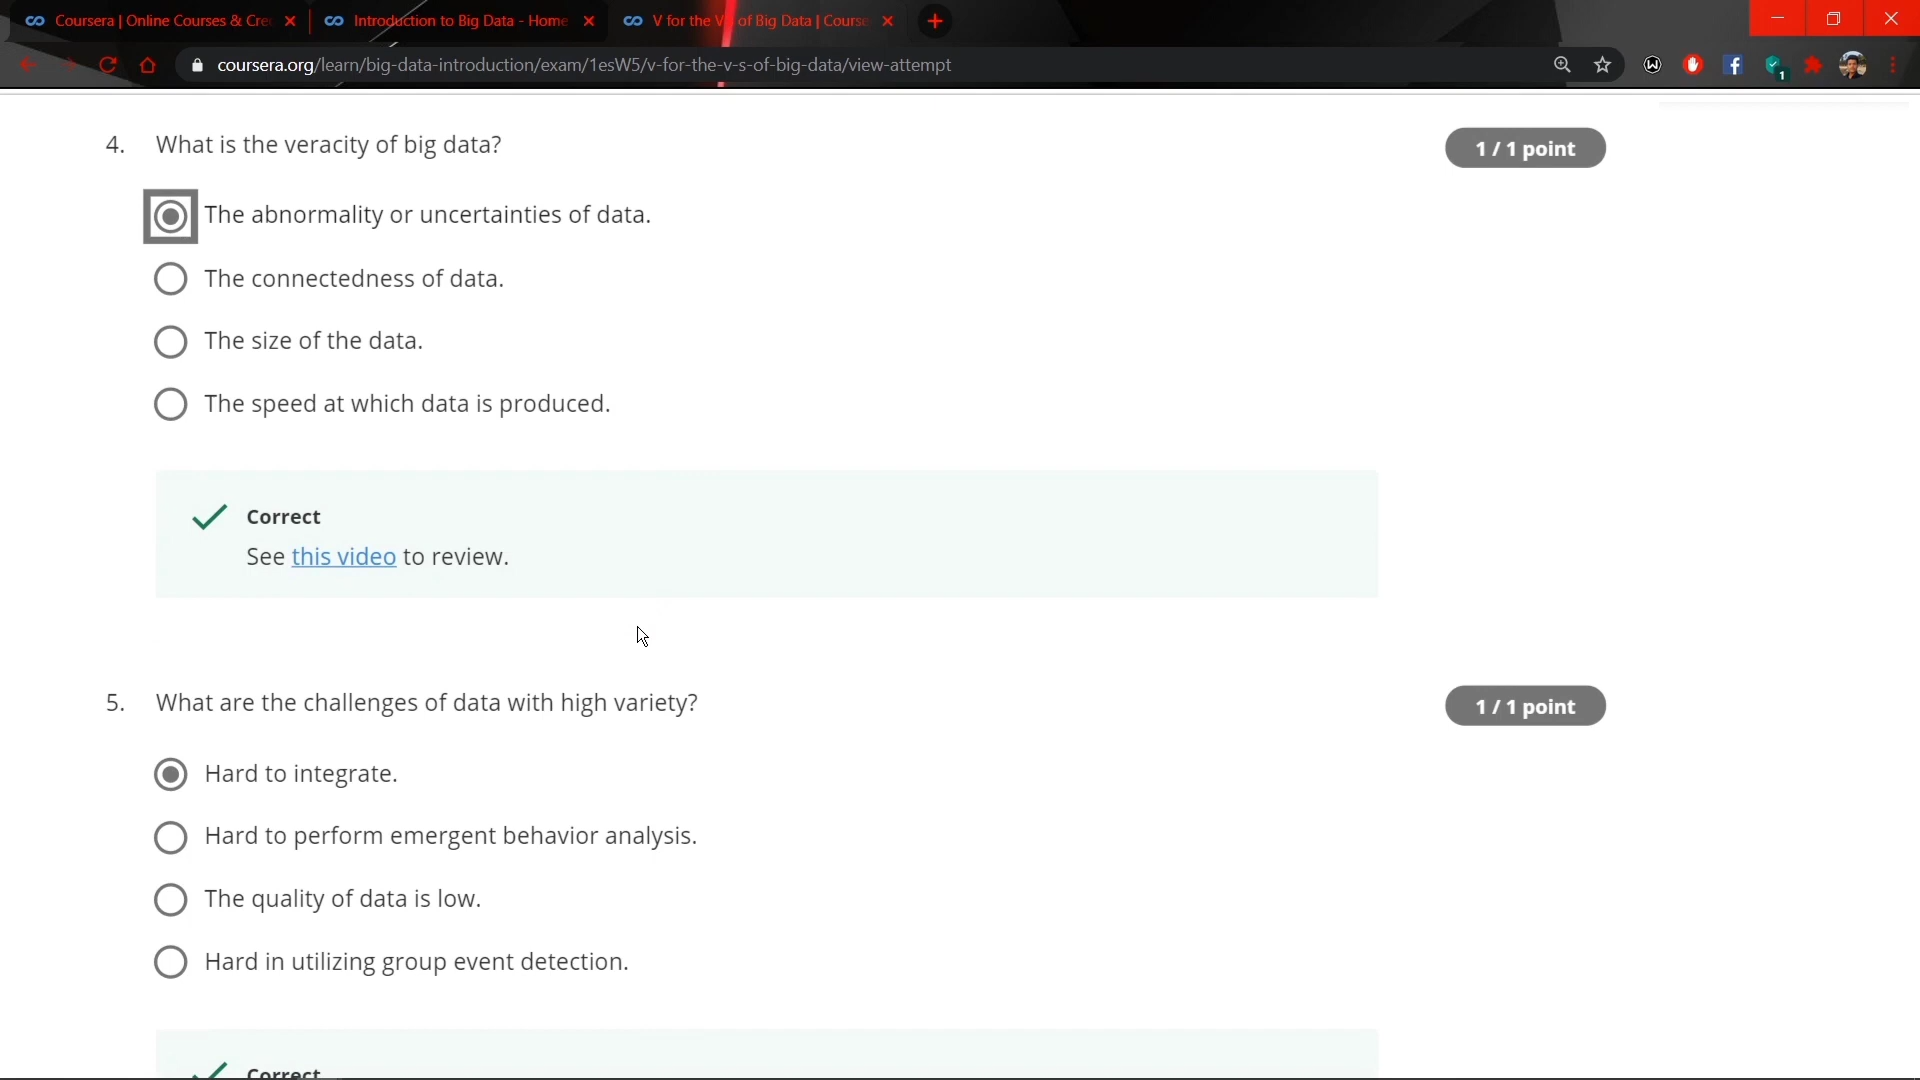 Coursera | Online Courses & Cre
Introduction to Big Data - Home
V for the V's of Big Data | Course
coursera.org/learn/big-data-introduction/exam/1esW5/v-for-the-v-s-of-big-data/view-attempt
1
4. What is the veracity of big data?
1 / 1 point
The abnormality or uncertainties of data.
The connectedness of data.
The size of the data.
The speed at which data is produced.
Correct
See this video to review.
5. What are the challenges of data with high variety?
1 / 1 point
Hard to integrate.
Hard to perform emergent behavior analysis.
The quality of data is low.
Hard in utilizing group event detection.
Correct